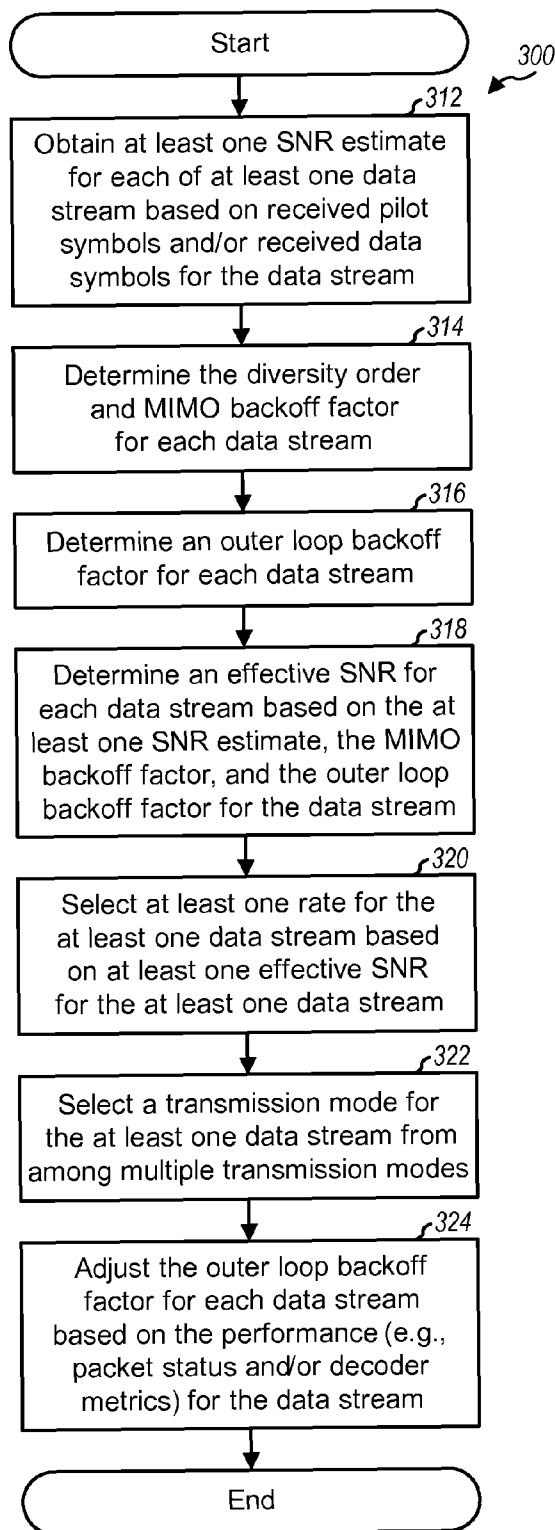 Start
300
312
Obtain at least one SNR estimate
for each of at least one data
stream based on received pilot
symbols and/or received data
symbols for the data stream
314
Determine the diversity order
and MIMO backoff factor
for each data stream
316
Determine an outer loop backoff
factor for each data stream
318
Determine an effective SNR for
each data stream based on the at
least one SNR estimate, the MIMO
backoff factor, and the outer loop
backoff factor for the data stream
320
Select at least one rate for the
at least one data stream based
on at least one effective SNR
for the at least one data stream
322
Select a transmission mode for
the at least one data stream from
among multiple transmission modes
324
Adjust the outer loop backoff
factor for each data stream
based on the performance (e.g.,
packet status and/or decoder
metrics) for the data stream
End